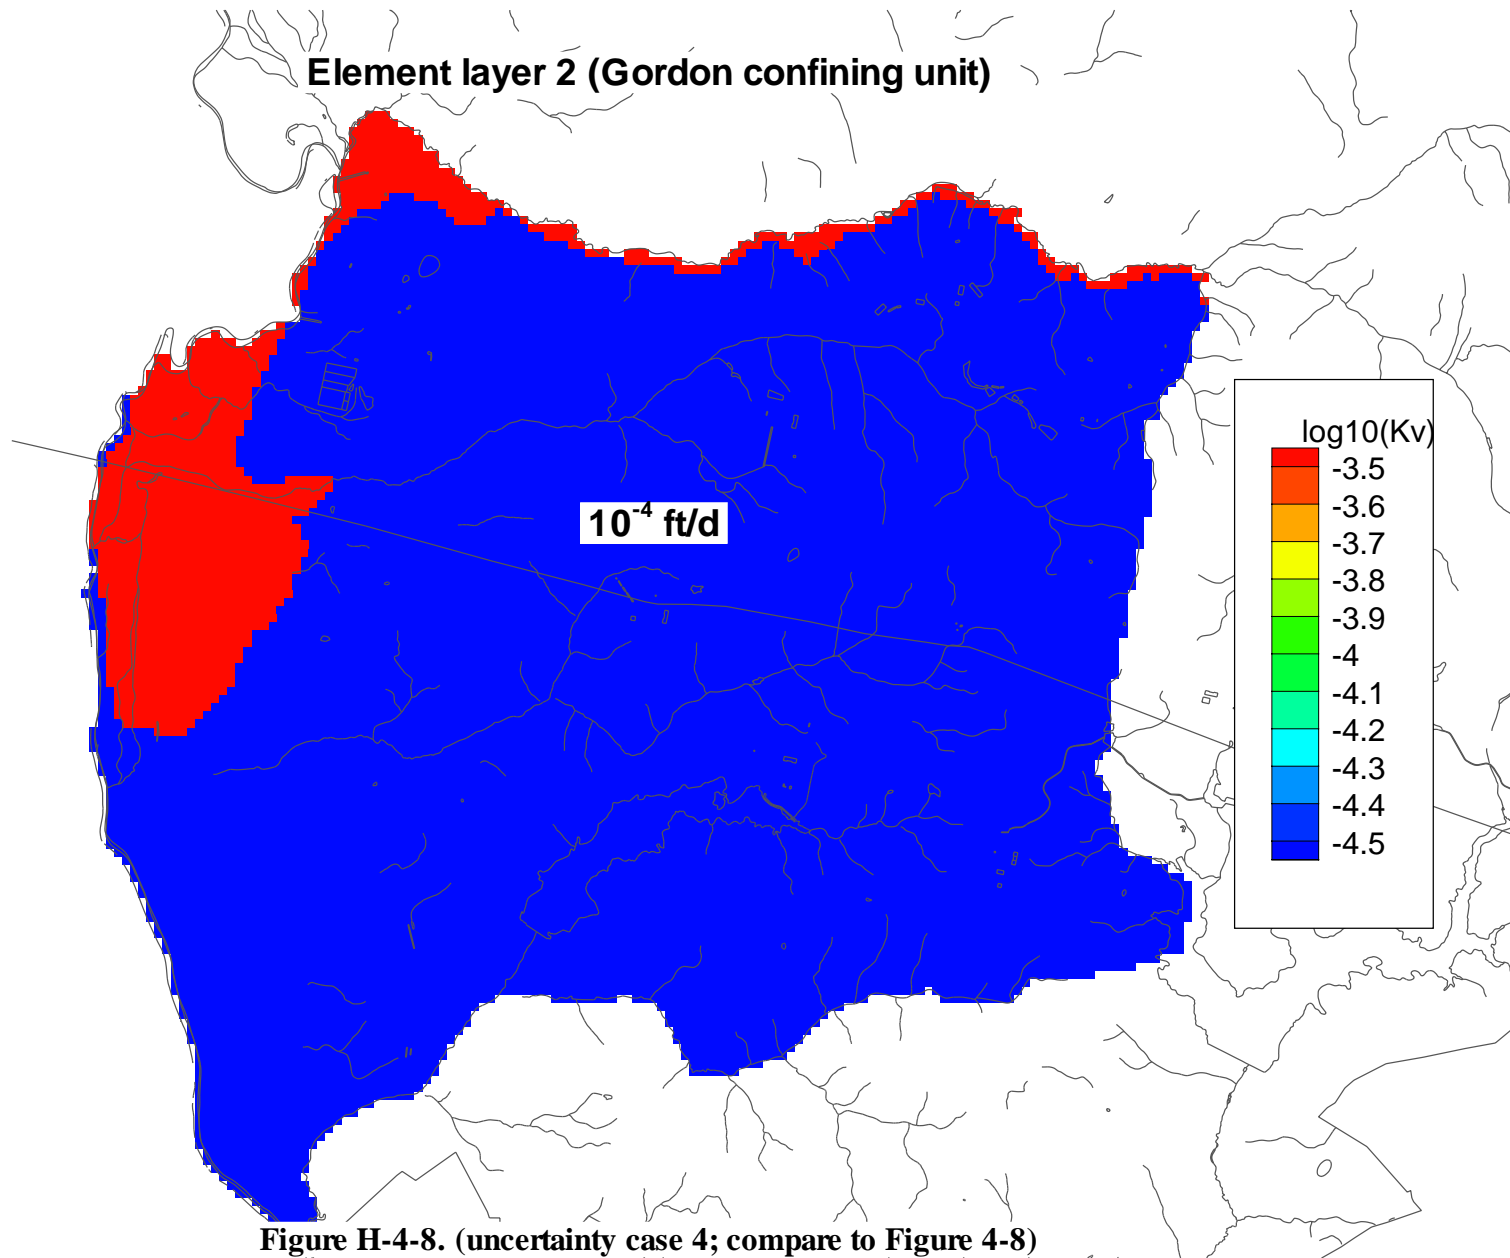 Element layer 2 (Gordon confining unit)
10⁻⁴ ft/d
log10(Kv)
-3.5
-3.6
-3.7
-3.8
-3.9
-4
-4.1
-4.2
-4.3
-4.4
-4.5
Figure H-4-8. (uncertainty case 4; compare to Figure 4-8)